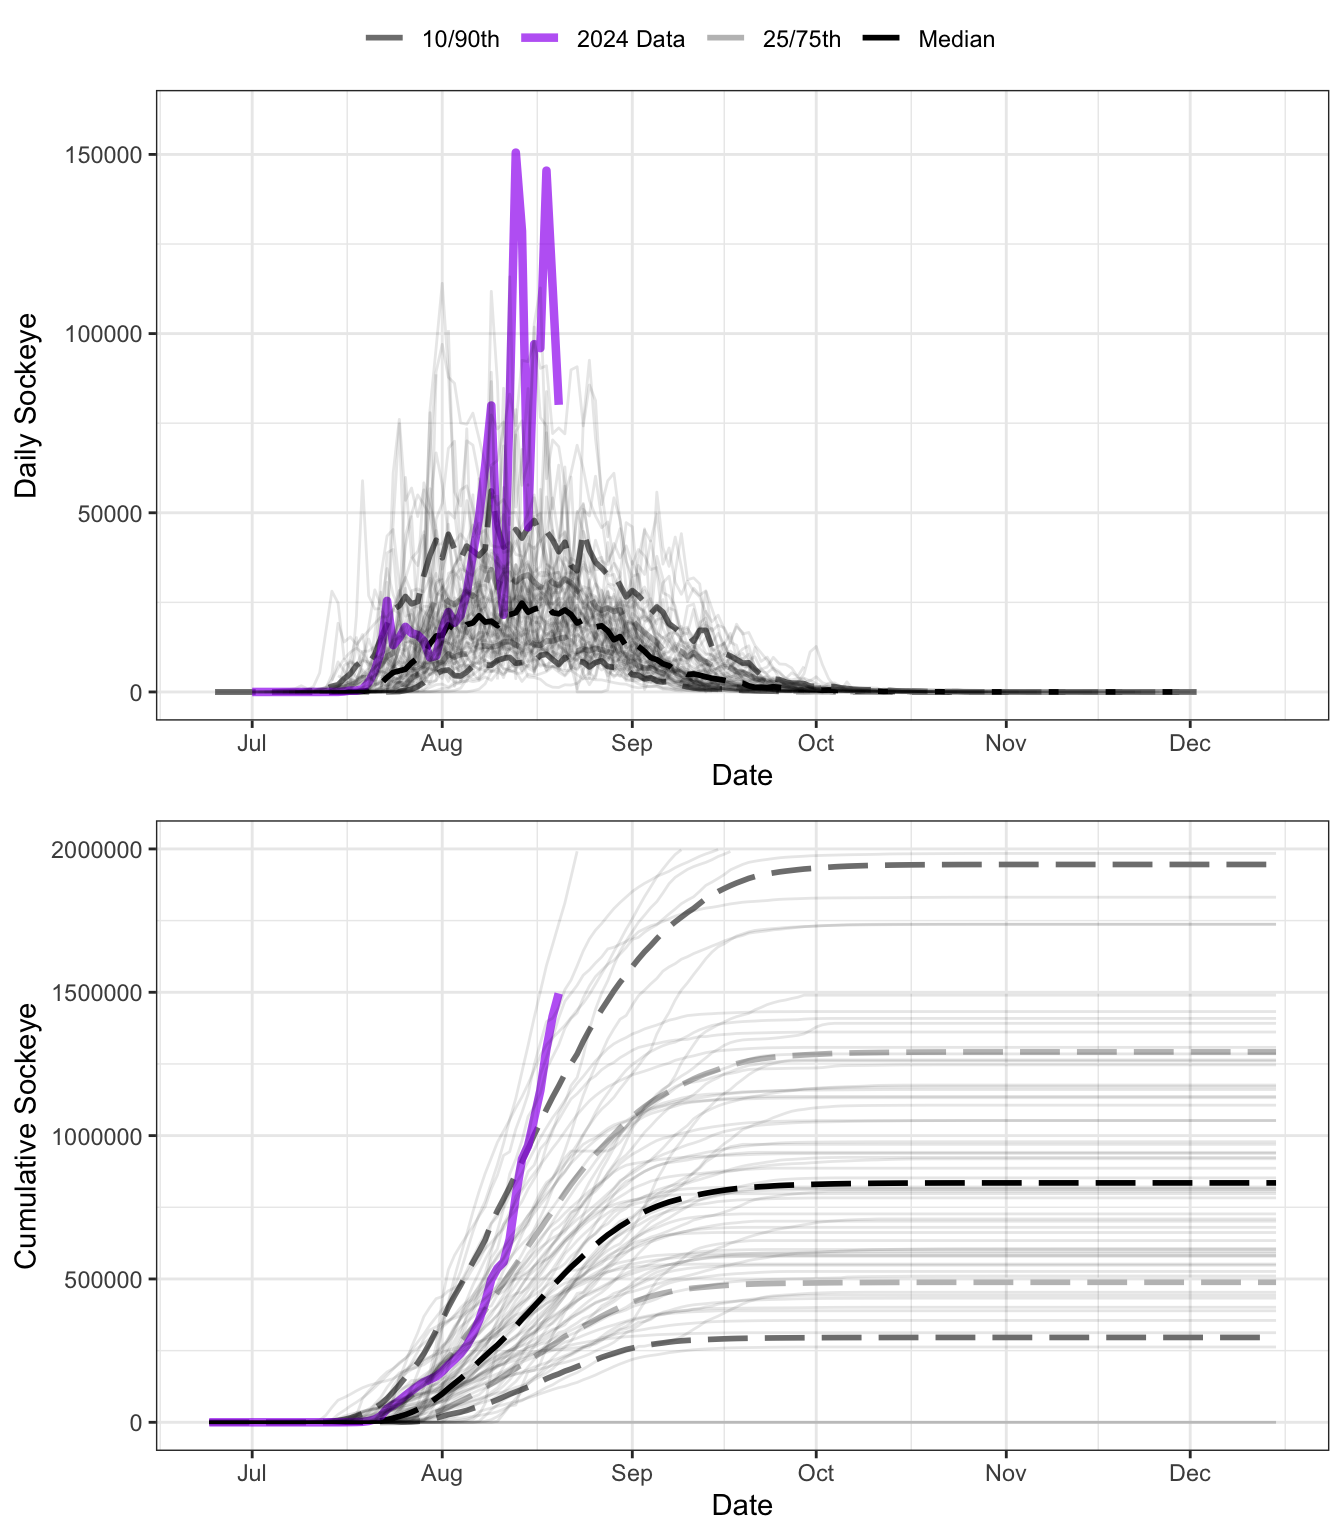 10/90th 2024 Data 25/75th Median
150000
100000
50000
0
Daily Sockeye
Jul Aug Sep Oct Nov Dec
Date
2000000
1500000
1000000
500000
0
Cumulative Sockeye
Jul Aug Sep Oct Nov Dec
Date